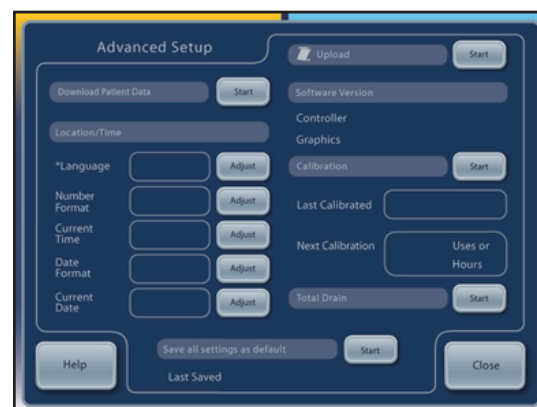 Advanced Setup
Upload
Start
Download Patient Data
Start
Software Version
Controller
Graphics
Location/Time
*Language
Adjust
Calibration
Start
Number
Format
Adjust
Last Calibrated
Current
Time
Adjust
Next Calibration
Uses or
Hours
Date
Format
Adjust
Current
Date
Adjust
Total Drain
Start
Save all settings as default
Start
Last Saved
Help
Close